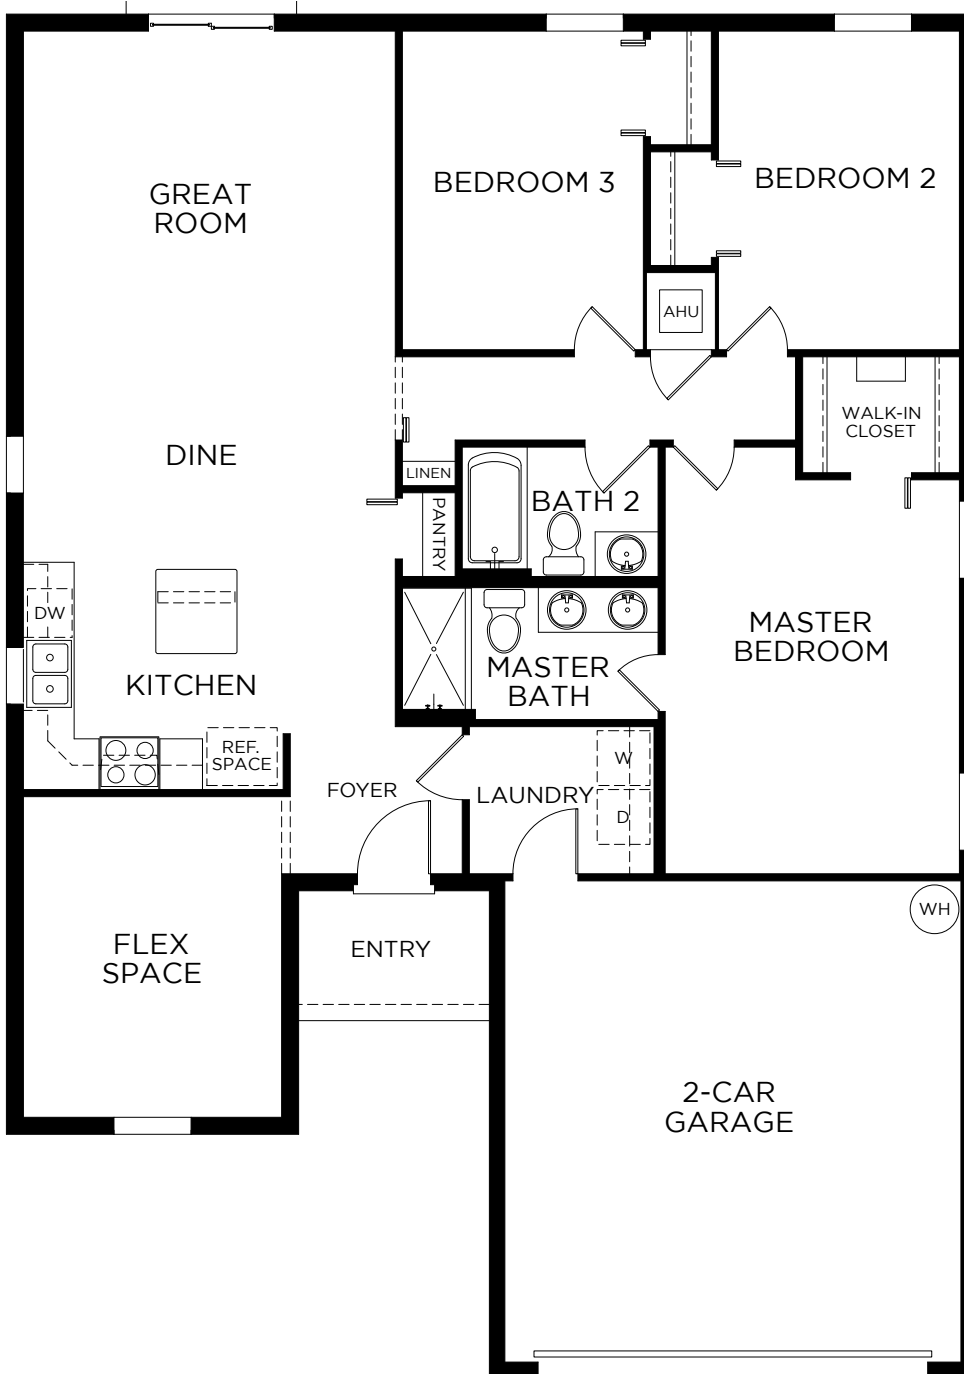 GREAT
ROOM
BEDROOM 3
BEDROOM 2
AHU
WALK-IN
CLOSET
DINE
LINEN
PANTRY
BATH 2
DW
MASTER
BEDROOM
KITCHEN
MASTER
BATH
REF.
SPACE
FOYER
LAUNDRY
W
D
WH
FLEX
SPACE
ENTRY
2-CAR
GARAGE